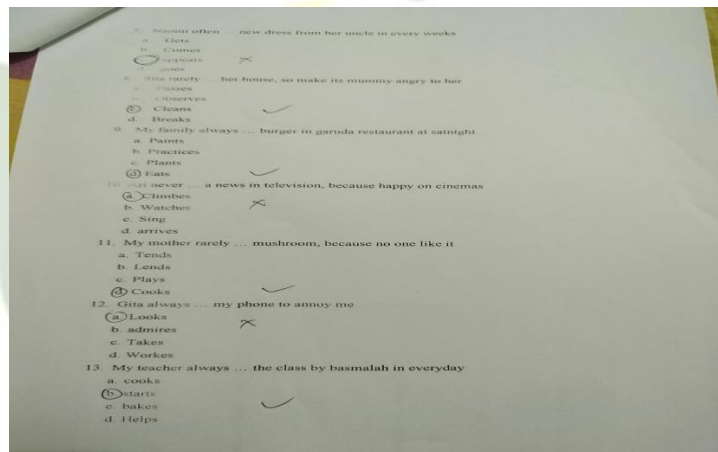 7. Naomi often ... new dress from her uncle in every weeks
a. Gets
b. Comes
c. appears
d. goes
8. Sita rarely ... her house, so make its mummy angry to her
a. Passes
b. Observes
c. Cleans
d. Breaks
9. My family always ... burger in garuda restaurant at satnight
a. Paints
b. Practices
c. Plants
d. Eats
10. never ... a news in television, because happy on cinemas
a. Climbes
b. Watches
c. Sing
d. arrives
11. My mother rarely ... mushroom, because no one like it
a. Tends
b. Lends
c. Plays
d. Cooks
12. Gita always ... my phone to annoy me
a. Looks
b. admires
c. Takes
d. Workes
13. My teacher always ... the class by basmalah in everyday
a. cooks
b. starts
c. bakes
d. Helps